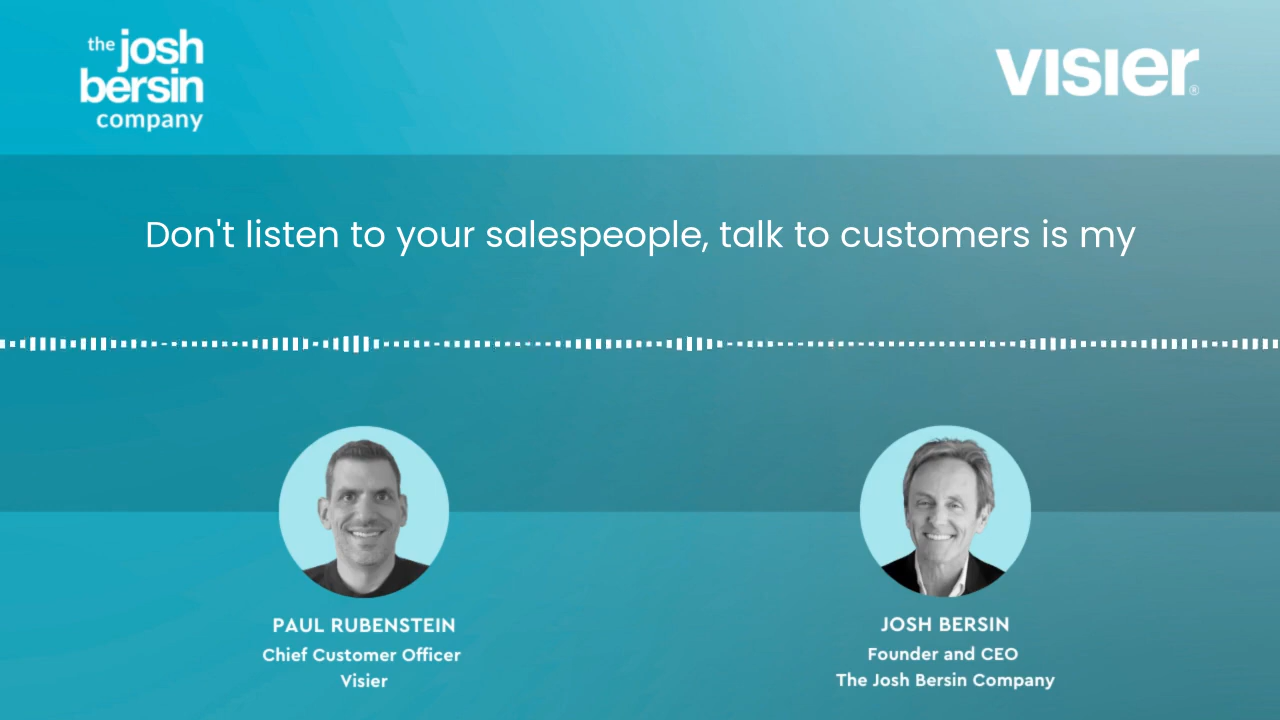 the josh
bersin
company
VISIER®
Don't listen to your salespeople, talk to customers is my
PAUL RUBENSTEIN
Chief Customer Officer
Visier
JOSH BERSIN
Founder and CEO
The Josh Bersin Company